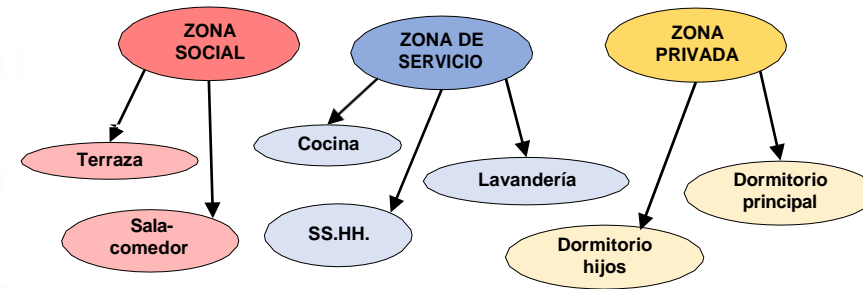 ZONA
SOCIAL
ZONA DE
SERVICIO
ZONA
PRIVADA
Terraza
Cocina
Lavandería
Dormitorio
principal
Sala-
comedor
SS.HH.
Dormitorio
hijos